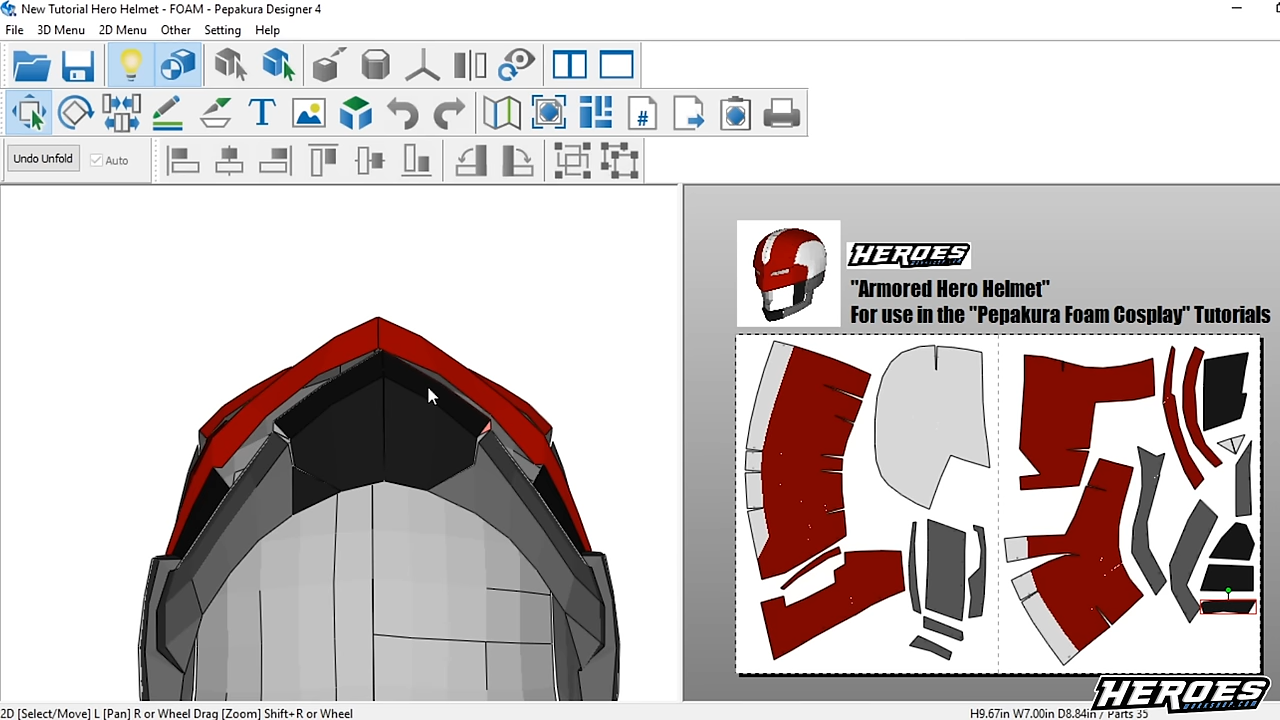 New Tutorial Hero Helmet - FOAM - Pepakura Designer 4
File 3D Menu 2D Menu Other Setting Help
T
#
Undo Unfold Auto
HEROES
"Armored Hero Helmet"
For use in the "Pepakura Foam Cosplay" Tutorials
HEROES
WORKSHOP.COM
2D [Select/Move] L [Pan] R or Wheel Drag [Zoom] Shift+R or Wheel
H9.67in W7.00in D8.84in / Parts 35